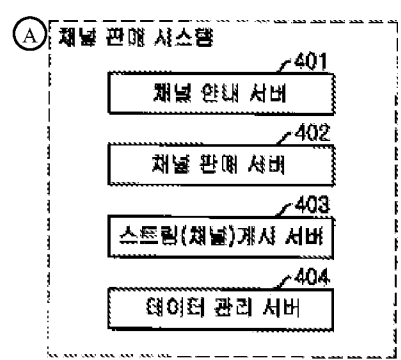 A 채널 판매 시스템
401
채널 안내 서버
402
채널 판매 서버
403
스트림(채널)게시 서버
404
데이터 관리 서버